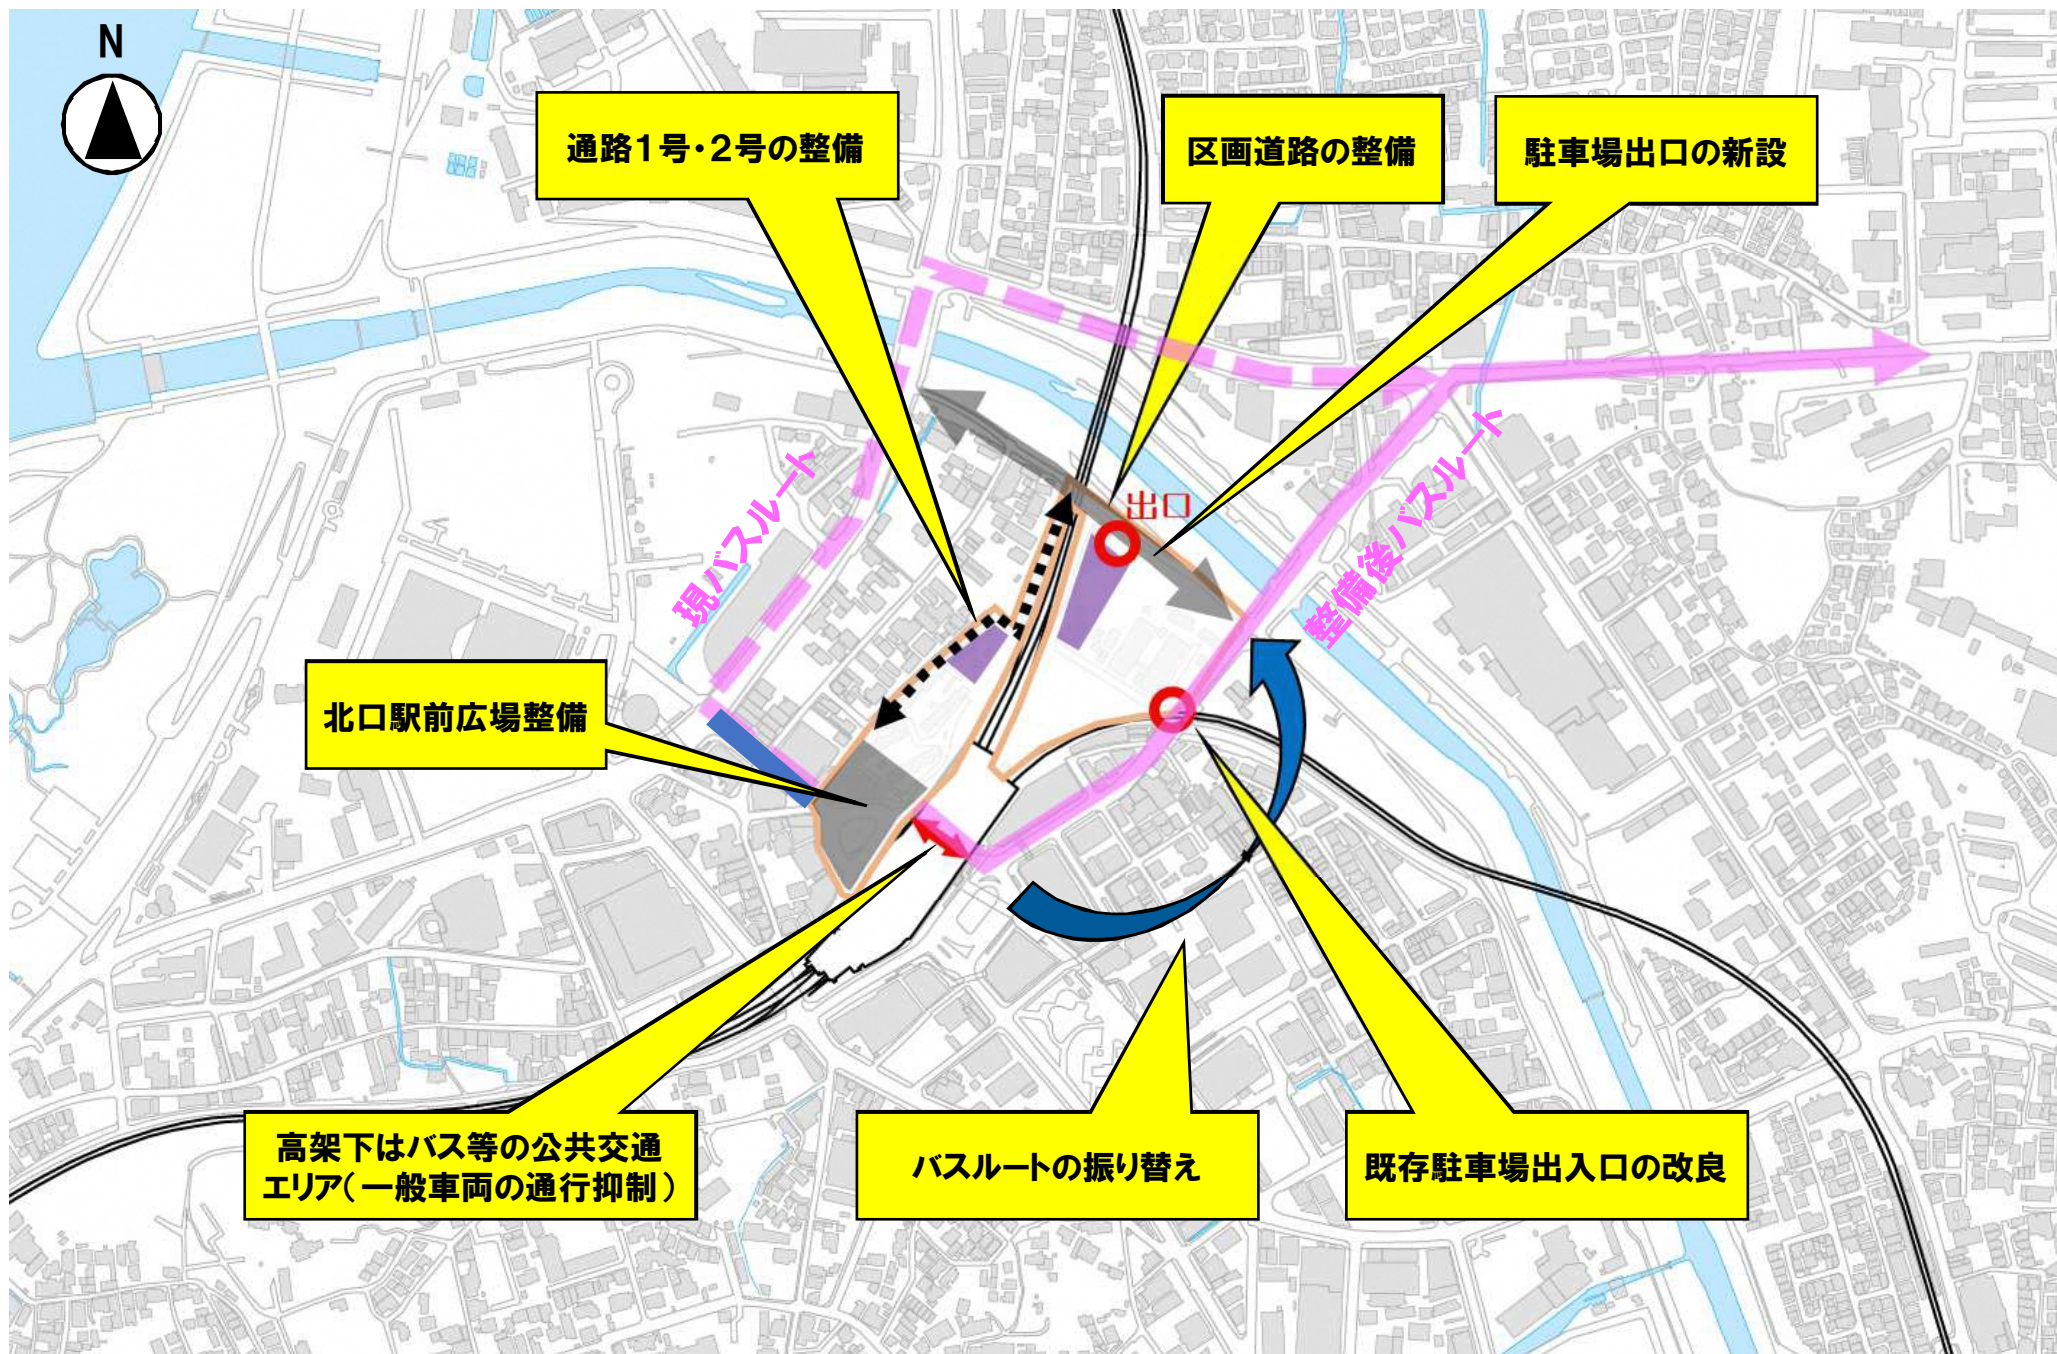 N
通路1号・2号の整備
区画道路の整備
駐車場出口の新設
出口
現バスルート
整備後バスルート
北口駅前広場整備
高架下はバス等の公共交通
エリア(一般車両の通行抑制)
バスルートの振り替え
既存駐車場出入口の改良